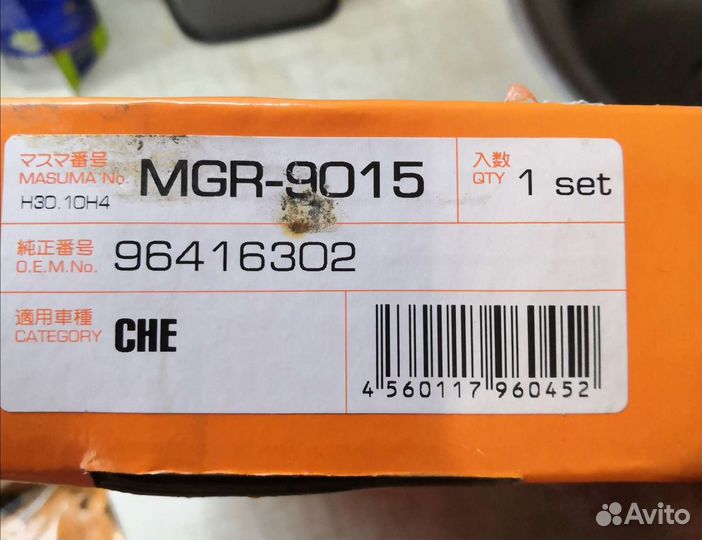 マスマ番号
MASUMA No. MGR-9015
H30.10H4
入数
QTY 1 set
純正番号
O.E.M.No. 96416302
適用車種
CATEGORY CHE
4 560117 960452
Avito